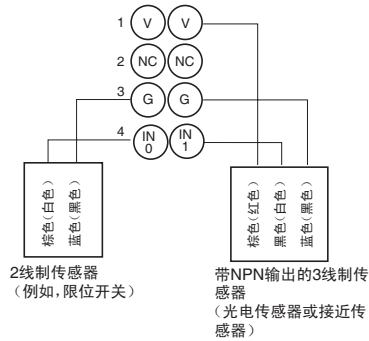 1 V V
2 NC NC
3 G G
4 IN 0 IN 1
棕色(白色)
蓝色(黑色)
棕色(红色)
黑色(白色)
蓝色(黑色)
2线制传感器
(例如,限位开关)
带NPN输出的3线制传
感器
(光电传感器或接近传
感器)